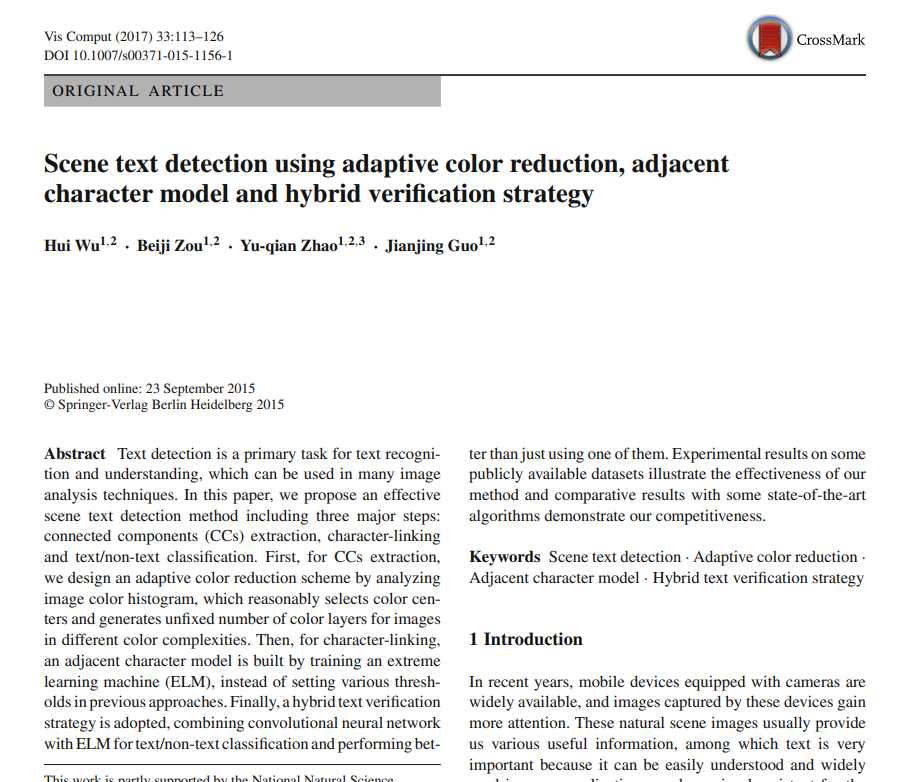 Vis Comput (2017) 33:113–126
DOI 10.1007/s00371-015-1156-1
CrossMark
ORIGINAL ARTICLE
Scene text detection using adaptive color reduction, adjacent
character model and hybrid verification strategy
Hui Wu1,2 · Beiji Zou1,2 · Yu-qian Zhao1,2,3 · Jianjing Guo1,2
Published online: 23 September 2015
© Springer-Verlag Berlin Heidelberg 2015
Abstract Text detection is a primary task for text recogni-
tion and understanding, which can be used in many image
analysis techniques. In this paper, we propose an effective
scene text detection method including three major steps:
connected components (CCs) extraction, character-linking
and text/non-text classification. First, for CCs extraction,
we design an adaptive color reduction scheme by analyzing
image color histogram, which reasonably selects color cen-
ters and generates unfixed number of color layers for images
in different color complexities. Then, for character-linking,
an adjacent character model is built by training an extreme
learning machine (ELM), instead of setting various thresh-
olds in previous approaches. Finally, a hybrid text verification
strategy is adopted, combining convolutional neural network
with ELM for text/non-text classification and performing bet-
This work is partly supported by the National Natural Science
ter than just using one of them. Experimental results on some
publicly available datasets illustrate the effectiveness of our
method and comparative results with some state-of-the-art
algorithms demonstrate our competitiveness.
Keywords Scene text detection · Adaptive color reduction ·
Adjacent character model · Hybrid text verification strategy
1 Introduction
In recent years, mobile devices equipped with cameras are
widely available, and images captured by these devices gain
more attention. These natural scene images usually provide
us various useful information, among which text is very
important because it can be easily understood and widely